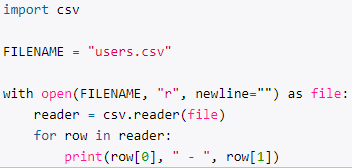 import csv

FILENAME = "users.csv"

with open(FILENAME, "r", newline="") as file:
    reader = csv.reader(file)
    for row in reader:
        print(row[0], " - ", row[1])